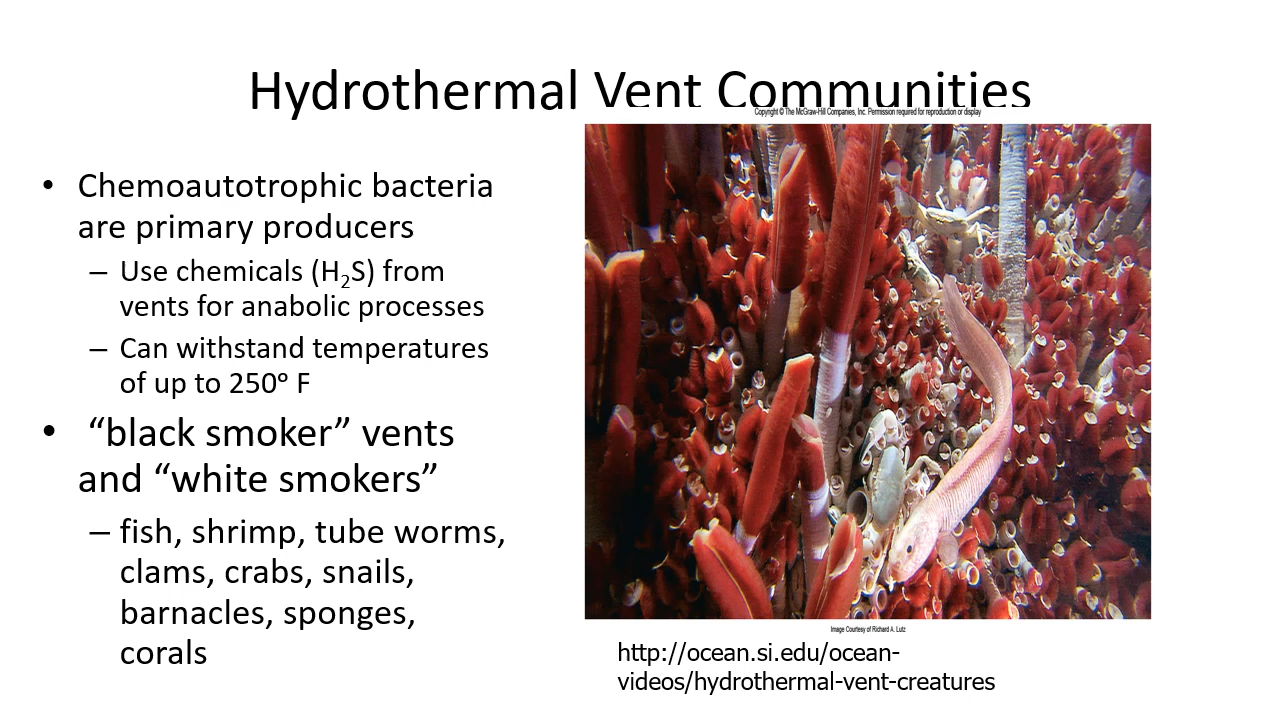 Hydrothermal Vent Communities
Copyright © The McGraw-Hill Companies, Inc. Permission required for reproduction or display
• Chemoautotrophic bacteria
are primary producers
– Use chemicals (H₂S) from
vents for anabolic processes
– Can withstand temperatures
of up to 250º F
• “black smoker” vents
and “white smokers”
– fish, shrimp, tube worms,
clams, crabs, snails,
barnacles, sponges,
corals
Image Courtesy of Richard A. Lutz
http://ocean.si.edu/ocean-
videos/hydrothermal-vent-creatures